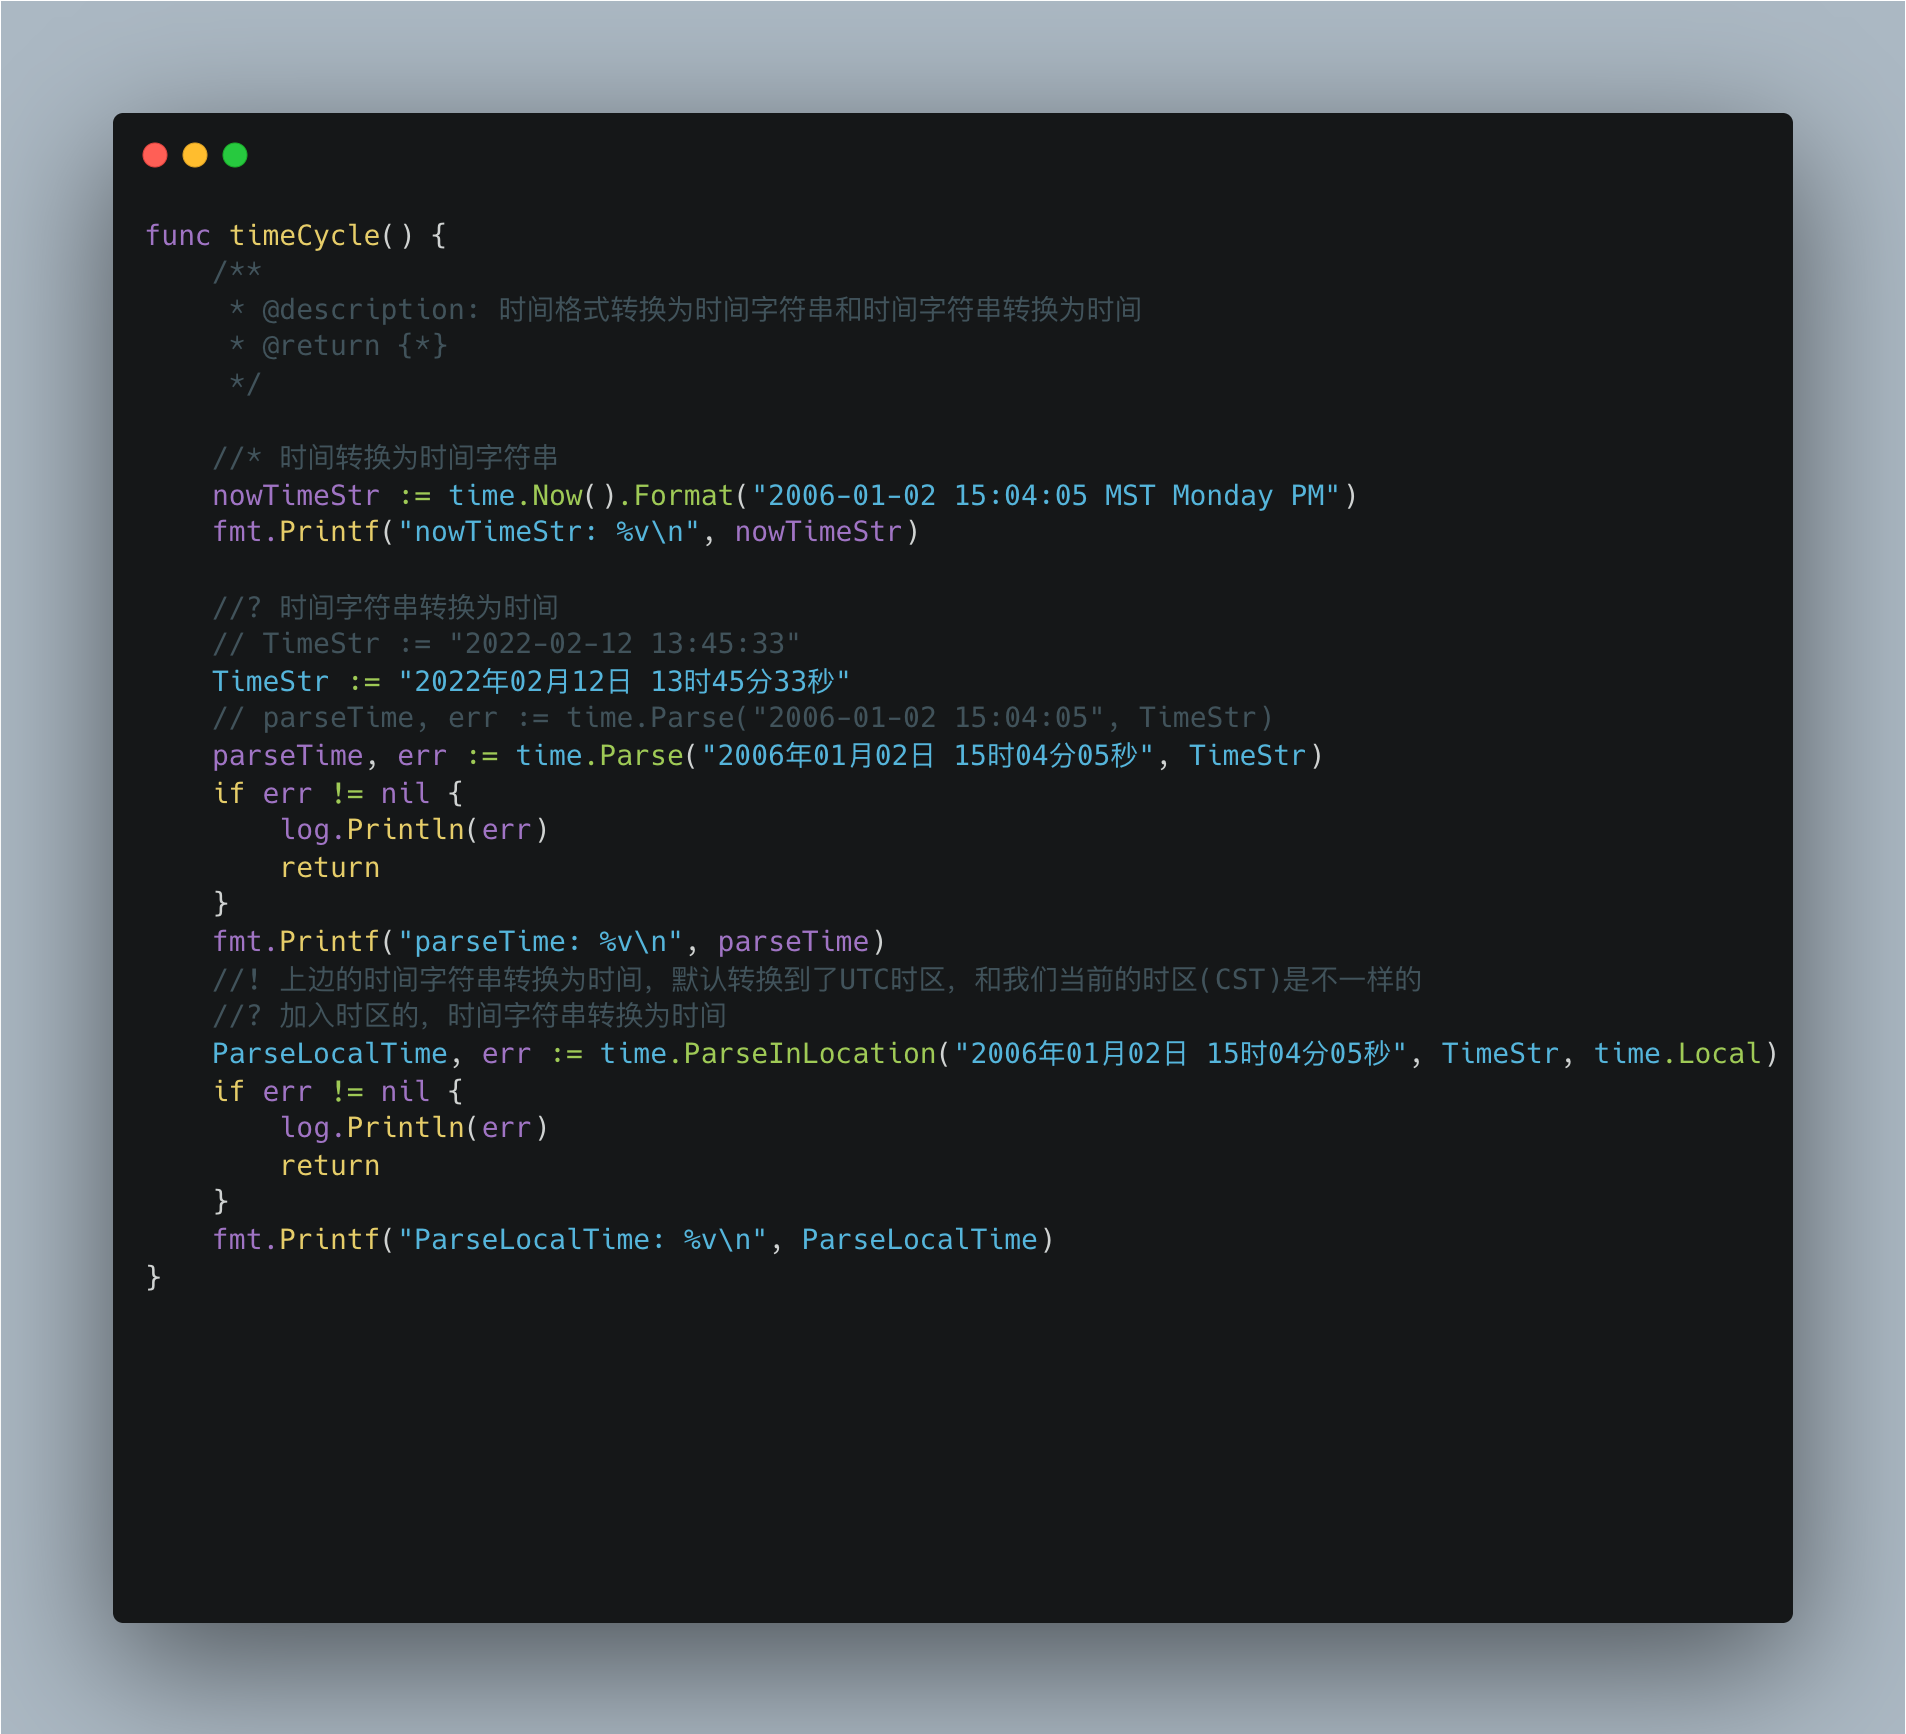 func timeCycle() {
    /**
     * @description: 时间格式转换为时间字符串和时间字符串转换为时间
     * @return {*}
     */

    //* 时间转换为时间字符串
    nowTimeStr := time.Now().Format("2006-01-02 15:04:05 MST Monday PM")
    fmt.Printf("nowTimeStr: %v\n", nowTimeStr)

    //? 时间字符串转换为时间
    // TimeStr := "2022-02-12 13:45:33"
    TimeStr := "2022年02月12日 13时45分33秒"
    // parseTime, err := time.Parse("2006-01-02 15:04:05", TimeStr)
    parseTime, err := time.Parse("2006年01月02日 15时04分05秒", TimeStr)
    if err != nil {
        log.Println(err)
        return
    }
    fmt.Printf("parseTime: %v\n", parseTime)
    //! 上边的时间字符串转换为时间，默认转换到了UTC时区，和我们当前的时区(CST)是不一样的
    //? 加入时区的，时间字符串转换为时间
    ParseLocalTime, err := time.ParseInLocation("2006年01月02日 15时04分05秒", TimeStr, time.Local)
    if err != nil {
        log.Println(err)
        return
    }
    fmt.Printf("ParseLocalTime: %v\n", ParseLocalTime)
}